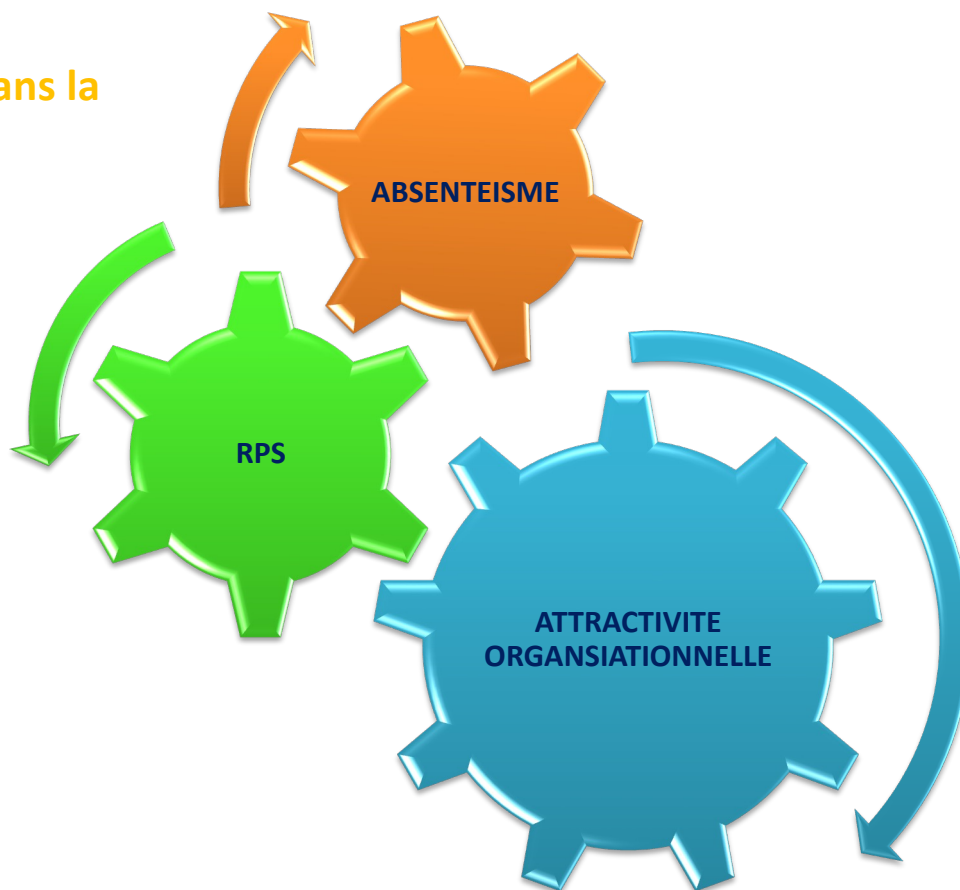 ans la
ABSENTEISME
RPS
ATTRACTIVITE
ORGANSIATIONNELLE